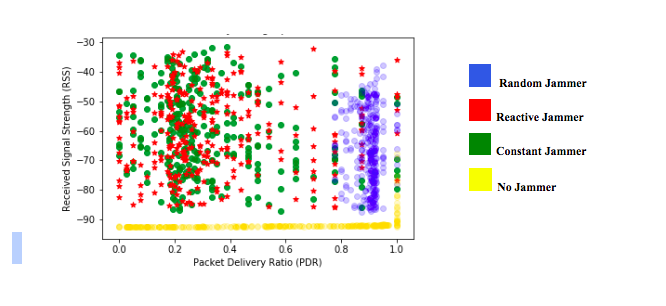 −30
−40
−50
−60
−70
−80
−90
Received Signal Strength (RSS)
0.0 0.2 0.4 0.6 0.8 1.0
Packet Delivery Ratio (PDR)
Random Jammer
Reactive Jammer
Constant Jammer
No Jammer